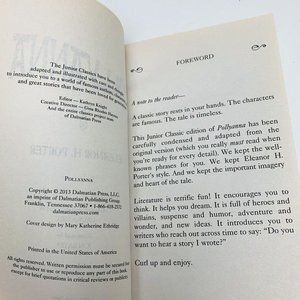 The Junior Classics have been
adapted and illustrated with care and
to introduce you to a world of famous authors
and great stories that have been loved for
Editor — Kathryn Knight
Creative Director — Gina Rhodes
And the entire classics project team
of Dalmatian Press
ELEANOR H. PORTER
POLLYANNA
Copyright © 2013 Dalmatian Press, LLC,
an imprint of Dalmatian Publishing Group,
Franklin, Tennessee 37067 • 1-866-418-2572
dalmatianpress.com
Cover design by Mary Katherine Ethridge
Printed in the United States of America
All rights reserved. Written permission must be secured from
the publisher to use or reproduce any part of this book,
except for brief quotations in critical reviews or
FOREWORD
A note to the reader—
A classic story rests in your hands. The characters
are famous. The tale is timeless.
This Junior Classic edition of Pollyanna has been
carefully condensed and adapted from the
original version (which you really must read when
you're ready for every detail). We kept the well-
known phrases for you. We kept Eleanor H.
Porter's style. And we kept the important imagery
and heart of the tale.
Literature is terrific fun! It encourages you to
think. It helps you dream. It is full of heroes and
villains, suspense and humor, adventure and
wonder, and new ideas. It introduces you to
writers who reach out across time to say: "Do you
want to hear a story I wrote?"
Curl up and enjoy.